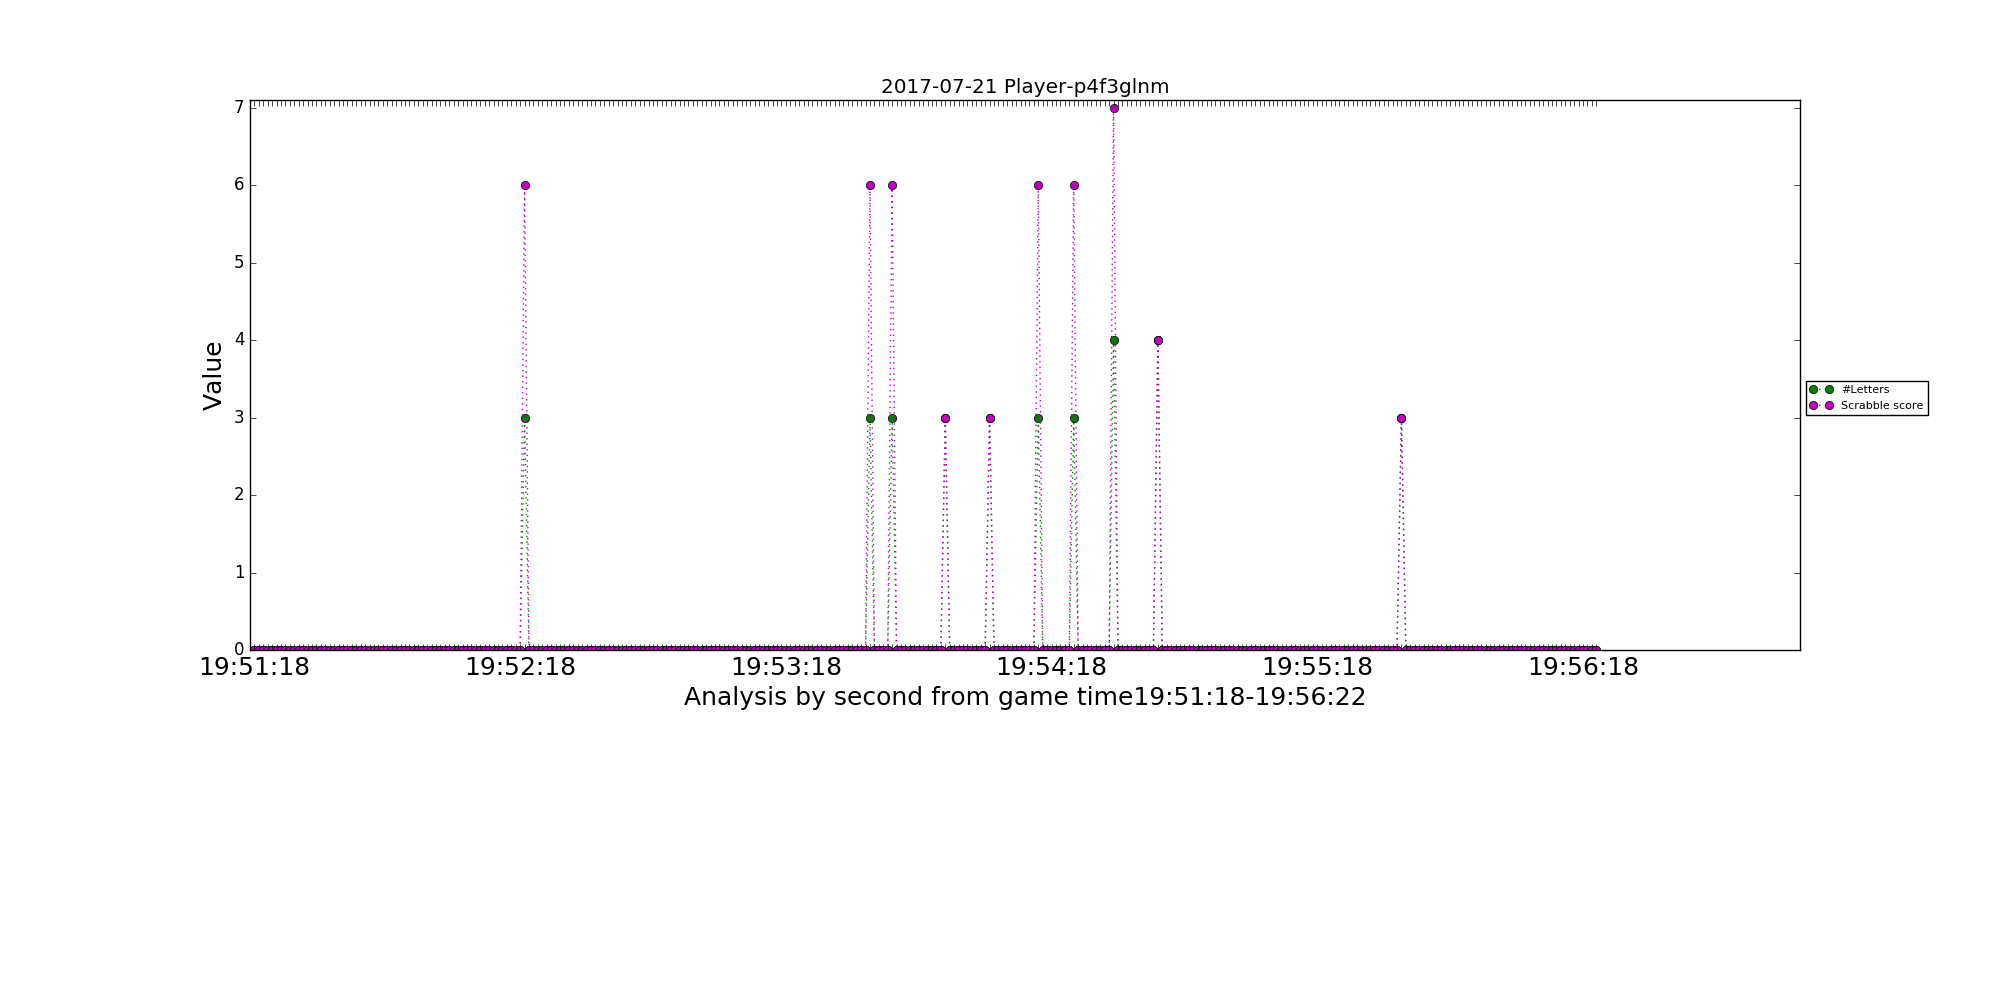 2017-07-21 Player-p4f3glnm
7
6
5
4
3
2
1
0
Value
#Letters
Scrabble score
19:51:18 19:52:18 19:53:18 19:54:18 19:55:18 19:56:18
Analysis by second from game time19:51:18-19:56:22